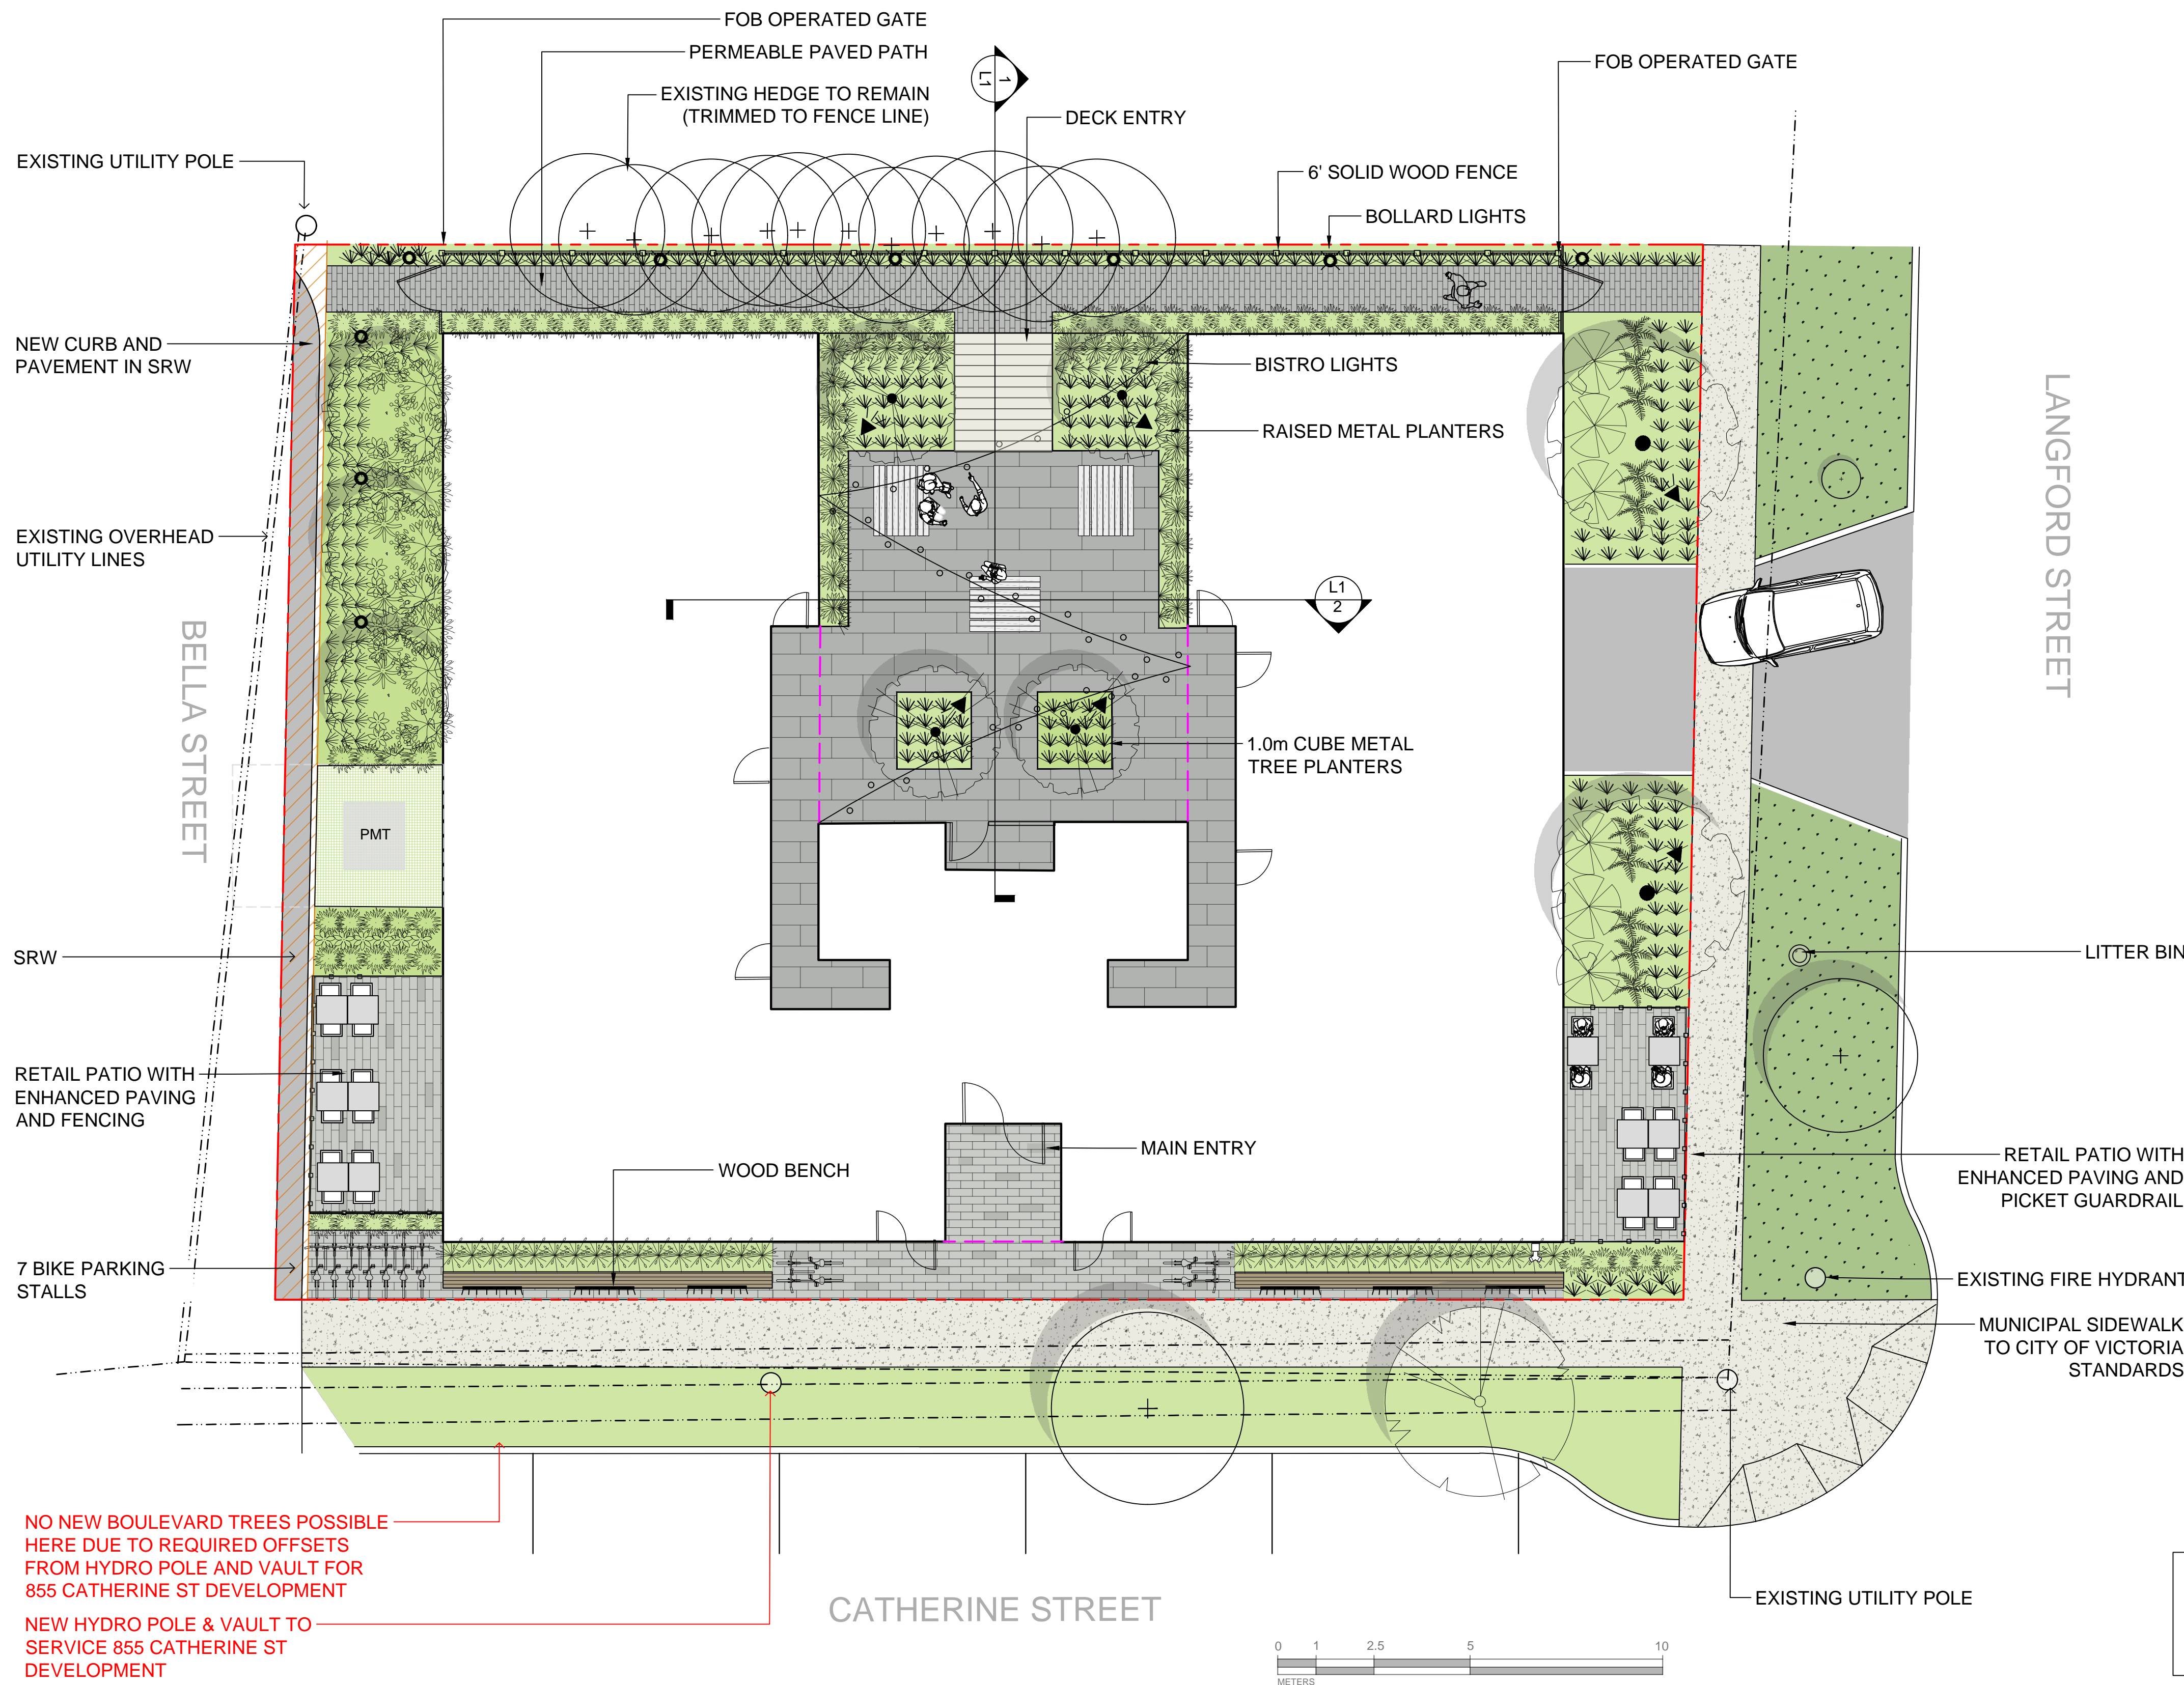 FOB OPERATED GATE
PERMEABLE PAVED PATH
EXISTING HEDGE TO REMAIN
(TRIMMED TO FENCE LINE)
1
L1
DECK ENTRY
FOB OPERATED GATE
EXISTING UTILITY POLE
6' SOLID WOOD FENCE
BOLLARD LIGHTS
NEW CURB AND
PAVEMENT IN SRW
BISTRO LIGHTS
RAISED METAL PLANTERS
LANGFORD STREET
EXISTING OVERHEAD
UTILITY LINES
L1
2
BELLA STREET
1.0m CUBE METAL
TREE PLANTERS
PMT
SRW
LITTER BIN
RETAIL PATIO WITH
ENHANCED PAVING
AND FENCING
MAIN ENTRY
WOOD BENCH
RETAIL PATIO WITH
ENHANCED PAVING AND
PICKET GUARDRAIL
7 BIKE PARKING
STALLS
EXISTING FIRE HYDRANT
MUNICIPAL SIDEWALK
TO CITY OF VICTORIA
STANDARDS
NO NEW BOULEVARD TREES POSSIBLE
HERE DUE TO REQUIRED OFFSETS
FROM HYDRO POLE AND VAULT FOR
855 CATHERINE ST DEVELOPMENT
NEW HYDRO POLE & VAULT TO
SERVICE 855 CATHERINE ST
DEVELOPMENT
CATHERINE STREET
EXISTING UTILITY POLE
0 1 2.5 5 10
METERS